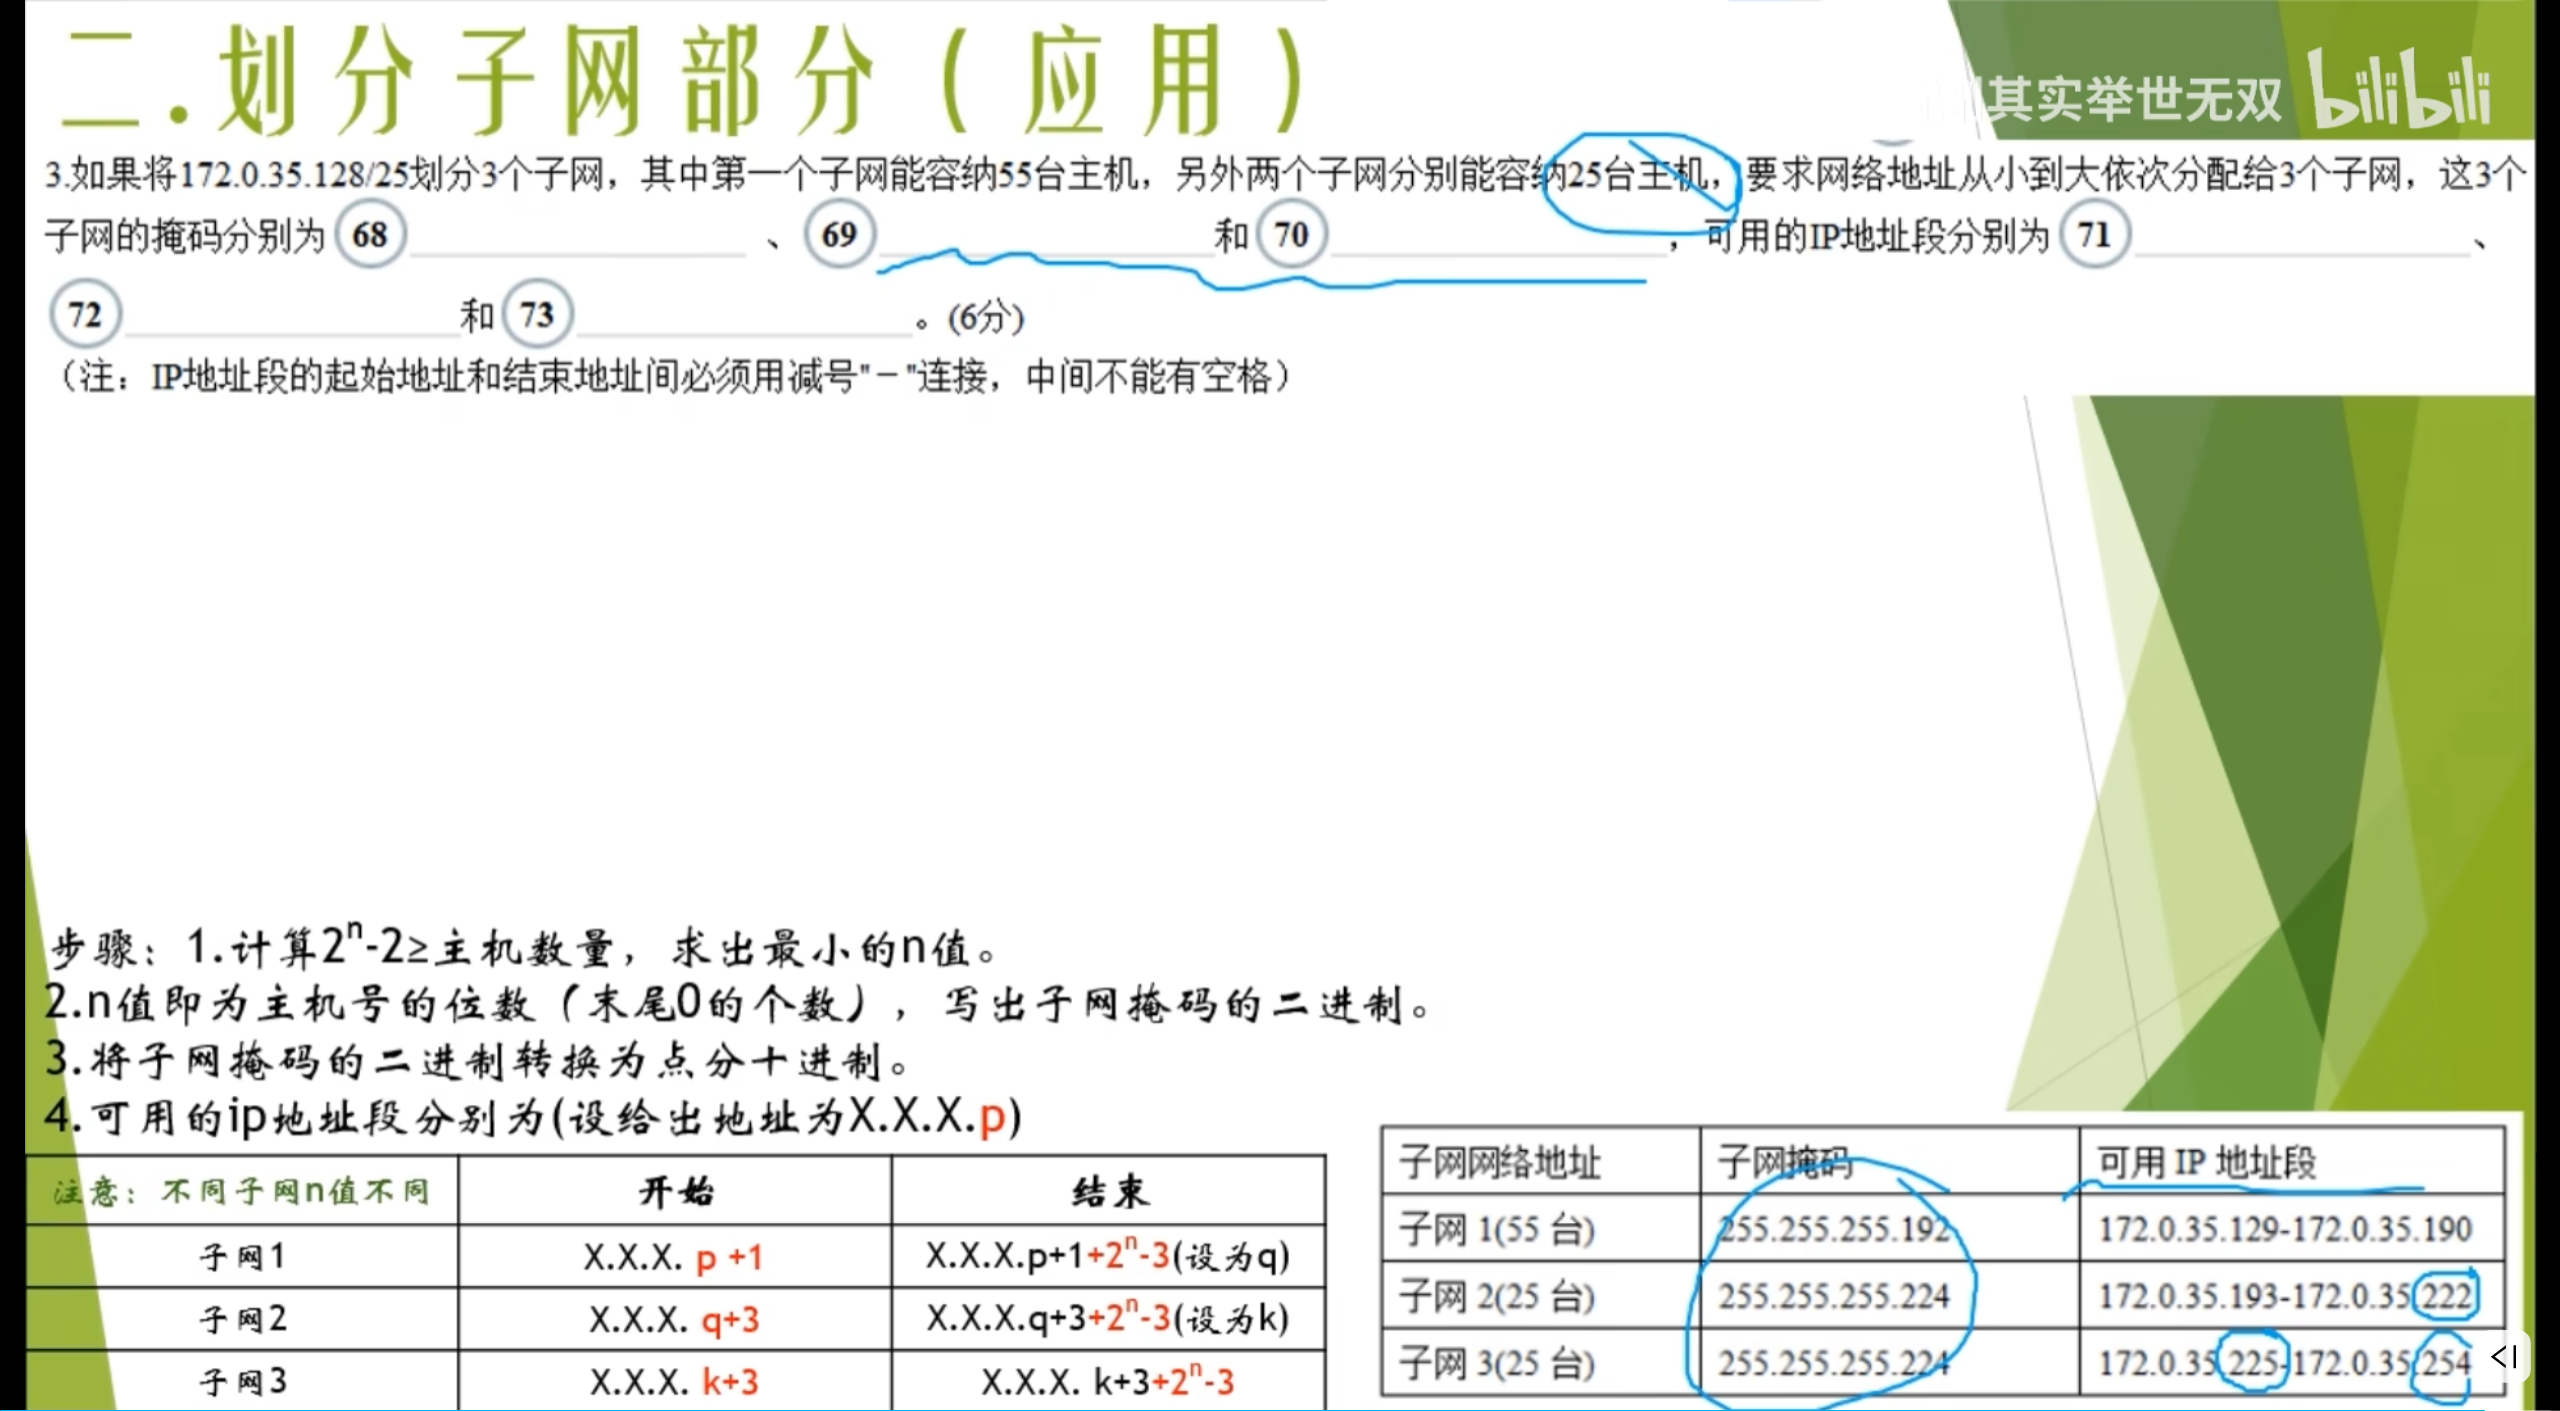 二.划分子网部分(应用)
其实举世无双 bilibili
3.如果将172.0.35.128/25划分3个子网，其中第一个子网能容纳55台主机，另外两个子网分别能容纳25台主机，要求网络地址从小到大依次分配给3个子网，这3个
子网的掩码分别为 68 、 69 和 70 ，可用的IP地址段分别为 71 、
72 和 73 。(6分)
（注：IP地址段的起始地址和结束地址间必须用减号"－"连接，中间不能有空格）
步骤：1.计算2ⁿ-2≥主机数量，求出最小的n值。
2.n值即为主机号的位数（末尾0的个数），写出子网掩码的二进制。
3.将子网掩码的二进制转换为点分十进制。
4.可用的ip地址段分别为(设给出地址为X.X.X.p)
注意：不同子网n值不同 开始 结束
子网1 X.X.X. p +1 X.X.X.p+1+2ⁿ-3(设为q)
子网2 X.X.X. q+3 X.X.X.q+3+2ⁿ-3(设为k)
子网3 X.X.X. k+3 X.X.X. k+3+2ⁿ-3
子网网络地址 子网掩码 可用 IP 地址段
子网 1(55 台) 255.255.255.192 172.0.35.129-172.0.35.190
子网 2(25 台) 255.255.255.224 172.0.35.193-172.0.35.222
子网 3(25 台) 255.255.255.224 172.0.35.225-172.0.35.254